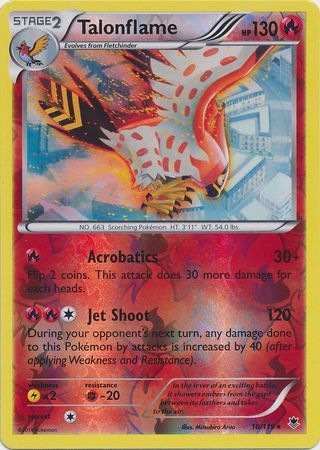 STAGE2
Talonflame
HP130
Evolves from Fletchinder
NO. 663 Scorching Pokémon HT: 3'11" WT: 54.0 lbs.
Acrobatics 30+
Flip 2 coins. This attack does 30 more damage for
each heads.
Jet Shoot 120
During your opponent's next turn, any damage done
to this Pokémon by attacks is increased by 40 (after
applying Weakness and Resistance).
weakness resistance
×2 -20
retreat
In the fever of an exciting battle,
it showers embers from the gaps
between its feathers and takes
to the air.
©2014 Pokémon
Illus. Mitsuhiro Arita
10/119 ★